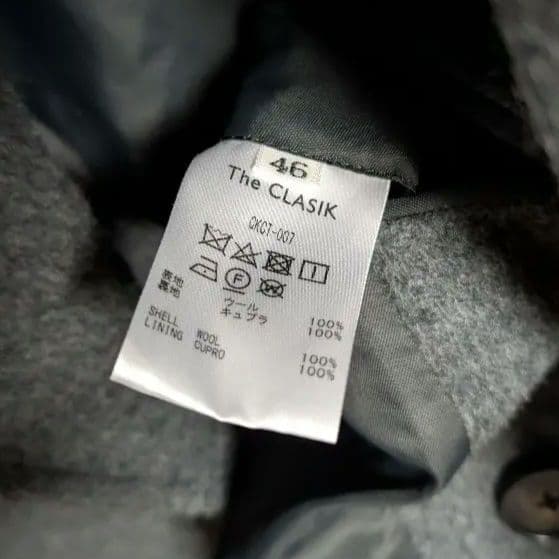 46
The CLASIK
CKCT-007
表地 ウール 100%
裏地 キュプラ 100%
SHELL WOOL 100%
LINING CUPRO 100%